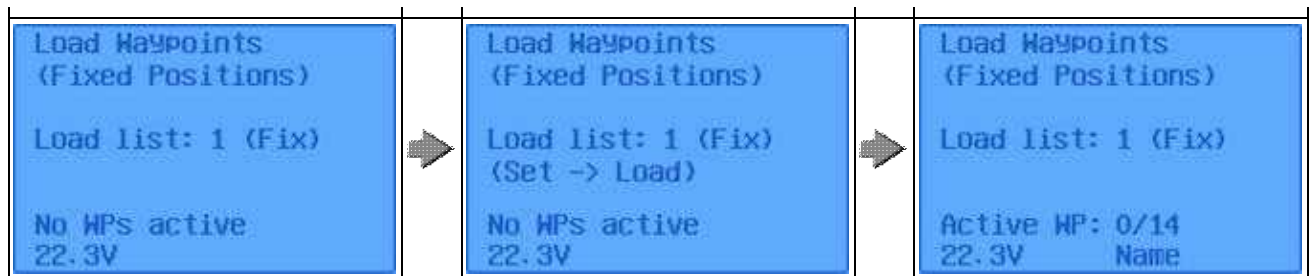 Load Waypoints
(Fixed Positions)
Load list: 1 (Fix)
No WPs active
22.3V
Load Waypoints
(Fixed Positions)
Load list: 1 (Fix)
(Set -> Load)
No WPs active
22.3V
Load Waypoints
(Fixed Positions)
Load list: 1 (Fix)
Active WP: 0/14
22.3V Name